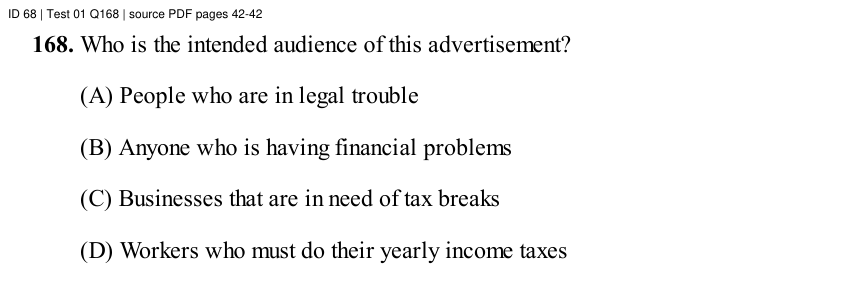 ID 68 | Test 01 Q168 | source PDF pages 42-42
168. Who is the intended audience of this advertisement?
(A) People who are in legal trouble
(B) Anyone who is having financial problems
(C) Businesses that are in need of tax breaks
(D) Workers who must do their yearly income taxes